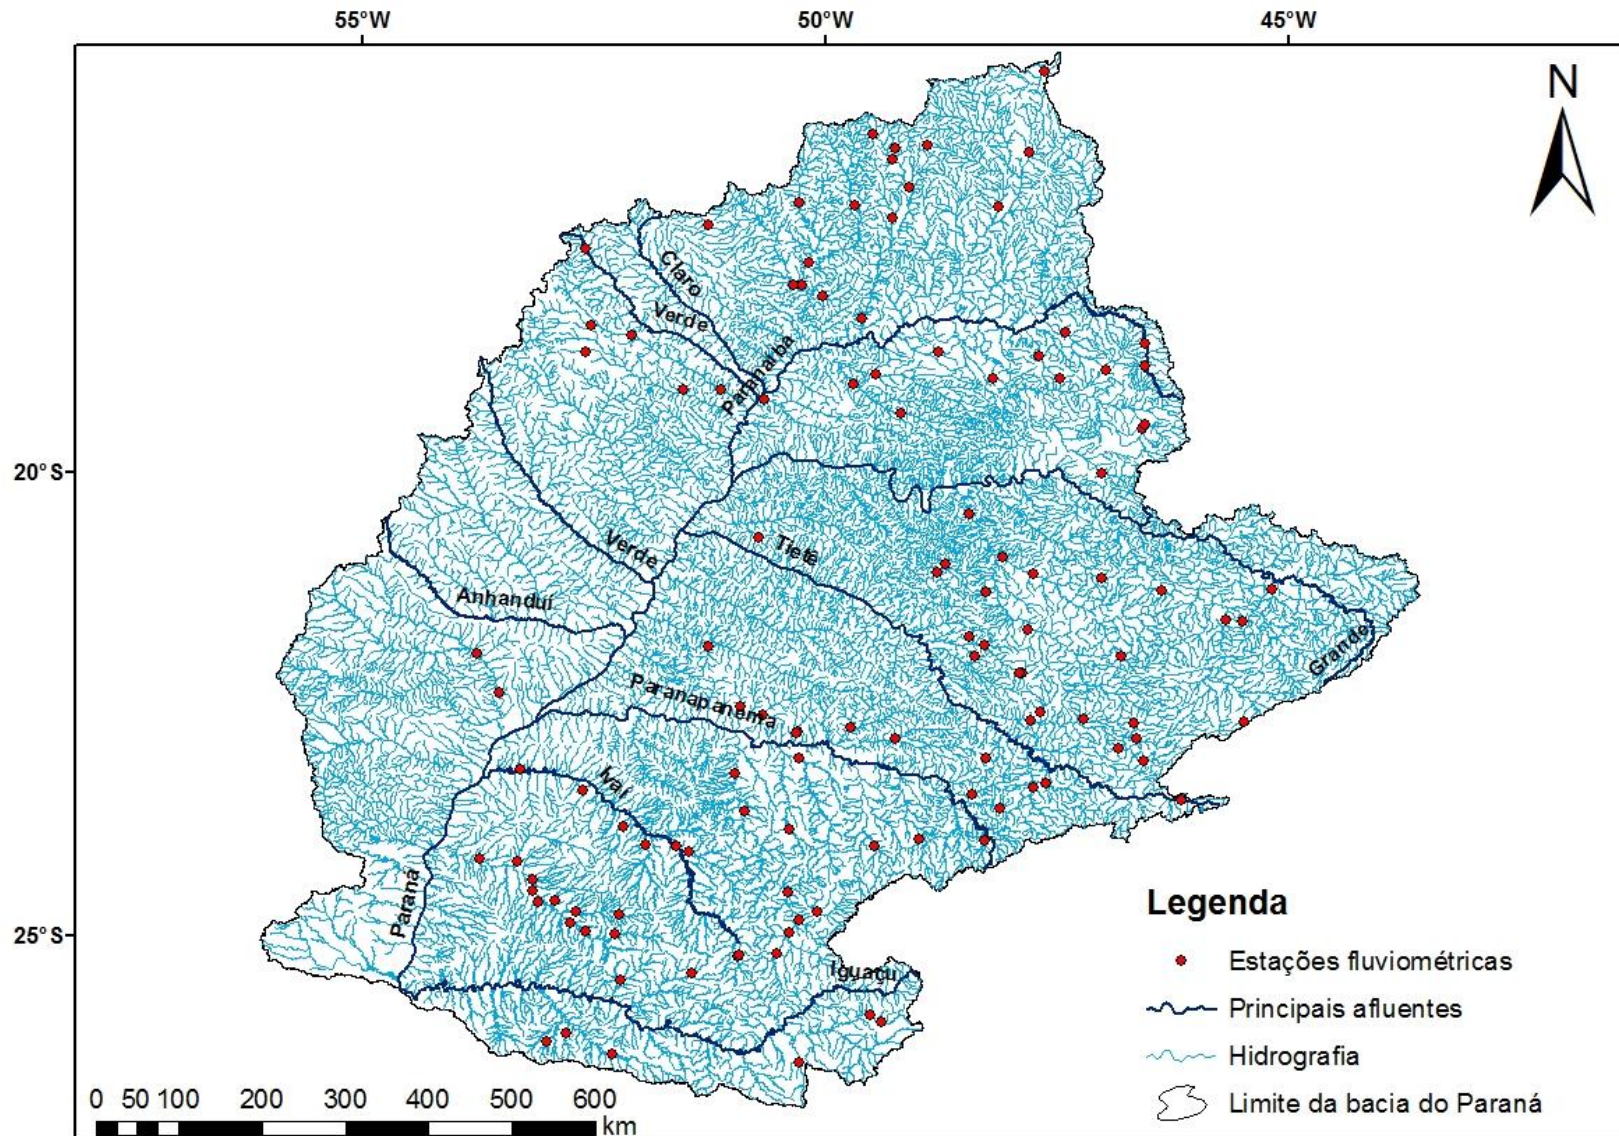 55°W 50°W 45°W
N
Claro
Verde
Paranaíba
20°S
Verde
Tietê
Anhanduí
Grande
Paranapanema
Ivaí
Paraná
Legenda
25°S
Iguaçu
Estações fluviométricas
Principais afluentes
Hidrografia
0 50 100 200 300 400 500 600
Limite da bacia do Paraná
km